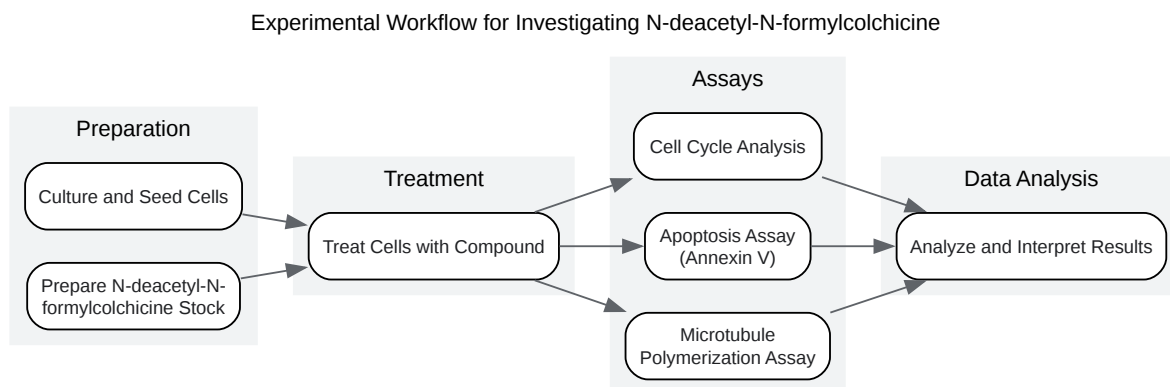 Experimental Workflow for Investigating N-deacetyl-N-formylcolchicine
Preparation
Culture and Seed Cells
Prepare N-deacetyl-N-
formylcolchicine Stock
Treatment
Treat Cells with Compound
Assays
Cell Cycle Analysis
Apoptosis Assay
(Annexin V)
Microtubule
Polymerization Assay
Data Analysis
Analyze and Interpret Results